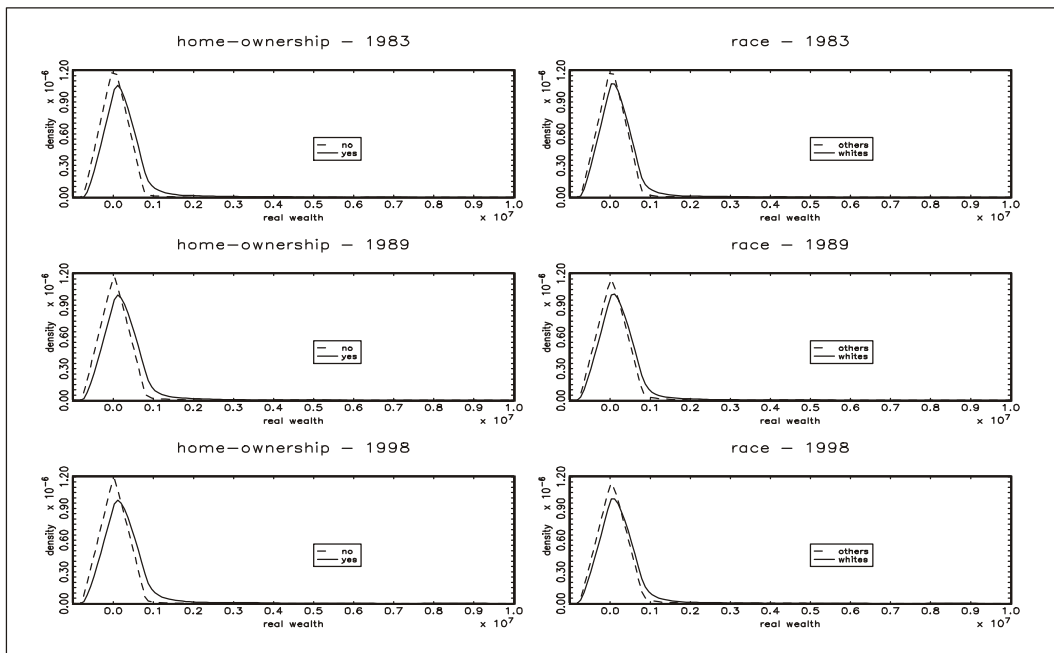 home-ownership - 1983
density × 10⁻⁶
0.00 0.30 0.60 0.90 1.20
no
yes
0.0 0.1 0.2 0.3 0.4 0.5 0.6 0.7 0.8 0.9 1.0
real wealth × 10⁷
race - 1983
density × 10⁻⁶
0.00 0.30 0.60 0.90 1.20
others
whites
0.0 0.1 0.2 0.3 0.4 0.5 0.6 0.7 0.8 0.9 1.0
real wealth × 10⁷
home-ownership - 1989
density × 10⁻⁶
0.00 0.30 0.60 0.90 1.20
no
yes
0.0 0.1 0.2 0.3 0.4 0.5 0.6 0.7 0.8 0.9 1.0
real wealth × 10⁷
race - 1989
density × 10⁻⁶
0.00 0.30 0.60 0.90 1.20
others
whites
0.0 0.1 0.2 0.3 0.4 0.5 0.6 0.7 0.8 0.9 1.0
real wealth × 10⁷
home-ownership - 1998
density × 10⁻⁶
0.00 0.30 0.60 0.90 1.20
no
yes
0.0 0.1 0.2 0.3 0.4 0.5 0.6 0.7 0.8 0.9 1.0
real wealth × 10⁷
race - 1998
density × 10⁻⁶
0.00 0.30 0.60 0.90 1.20
others
whites
0.0 0.1 0.2 0.3 0.4 0.5 0.6 0.7 0.8 0.9 1.0
real wealth × 10⁷